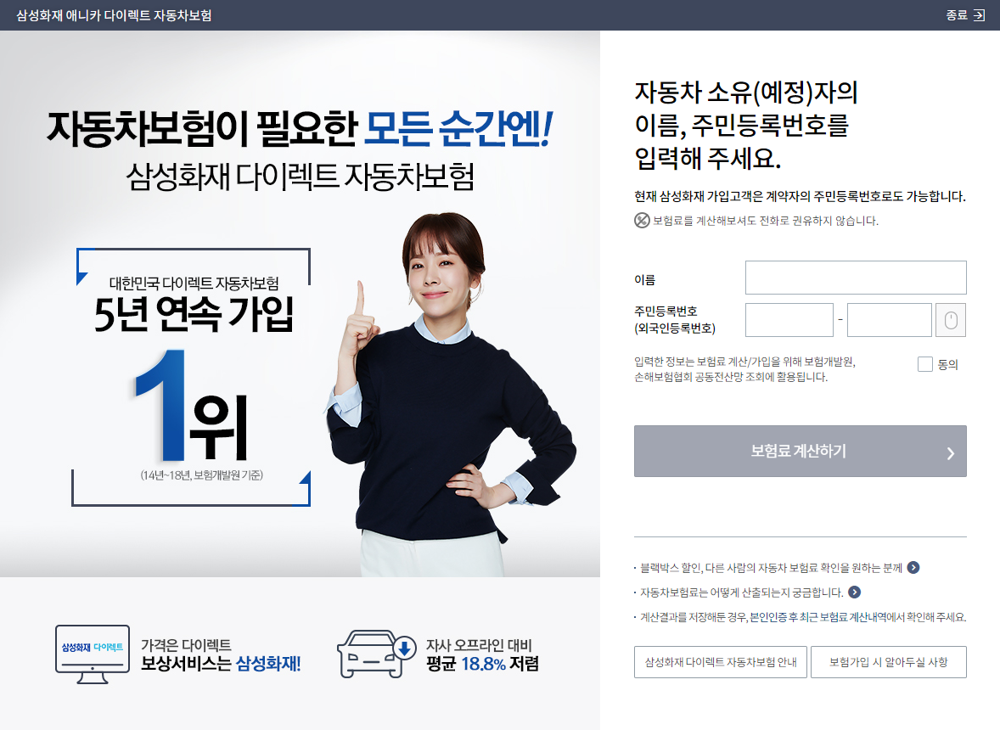 삼성화재 애니카 다이렉트 자동차보험
종료
자동차보험이 필요한 모든 순간엔!
삼성화재 다이렉트 자동차보험
대한민국 다이렉트 자동차보험
5년 연속 가입
1위
(14년~18년, 보험개발원 기준)
삼성화재 다이렉트
가격은 다이렉트
보상서비스는 삼성화재!
자사 오프라인 대비
평균 18.8% 저렴
자동차 소유(예정)자의
이름, 주민등록번호를
입력해 주세요.
현재 삼성화재 가입고객은 계약자의 주민등록번호로도 가능합니다.
보험료를 계산해보셔도 전화로 권유하지 않습니다.
이름
주민등록번호
(외국인등록번호)
-
입력한 정보는 보험료 계산/가입을 위해 보험개발원,
손해보험협회 공동전산망 조회에 활용됩니다.
동의
보험료 계산하기
· 블랙박스 할인, 다른 사람의 자동차 보험료 확인을 원하는 분께
· 자동차보험료는 어떻게 산출되는지 궁금합니다.
· 계산결과를 저장해둔 경우, 본인인증 후 최근 보험료 계산내역에서 확인해 주세요.
삼성화재 다이렉트 자동차보험 안내
보험가입 시 알아두실 사항